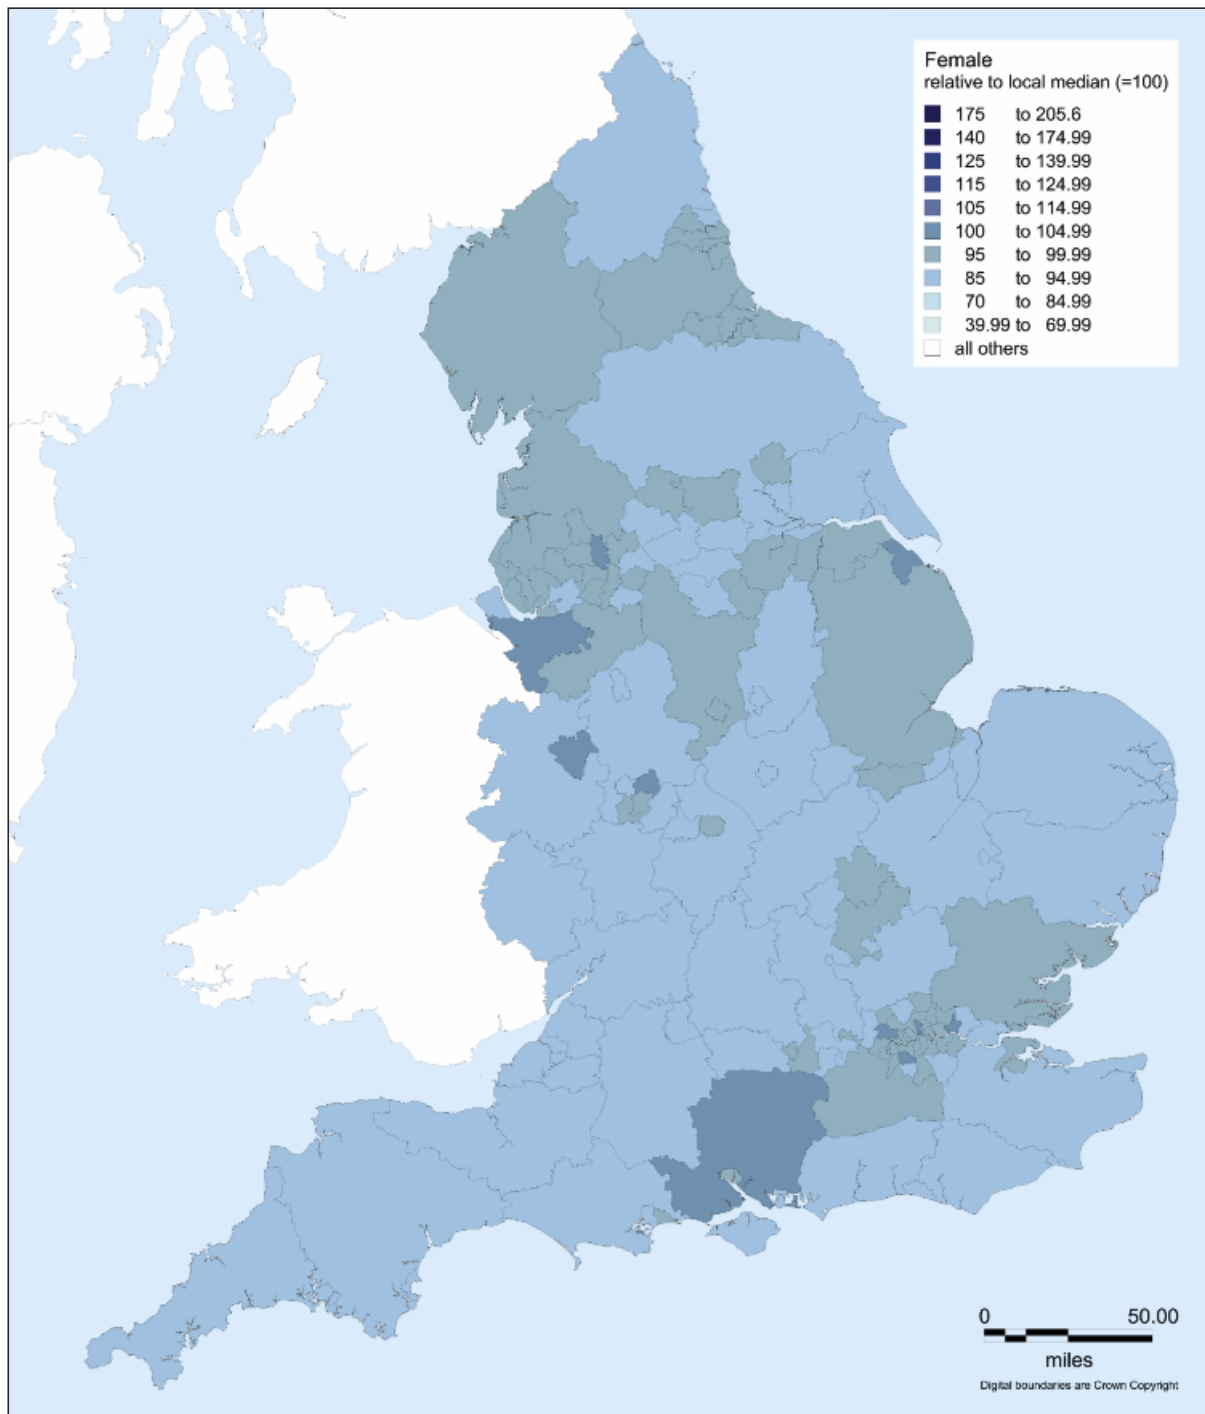 Female
relative to local median (=100)
175 to 205.6
140 to 174.99
125 to 139.99
115 to 124.99
105 to 114.99
100 to 104.99
95 to 99.99
85 to 94.99
70 to 84.99
39.99 to 69.99
all others
0 50.00
miles
Digital boundaries are Crown Copyright